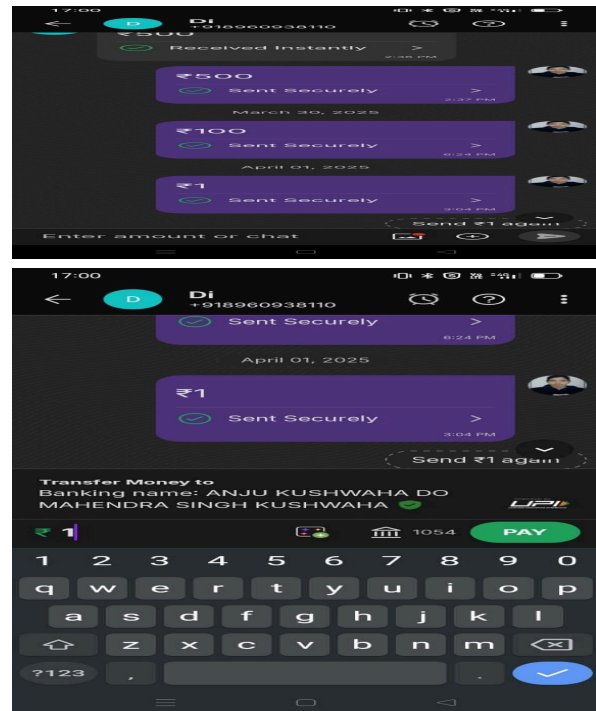 17:00
D
Di
+918960938110
₹500
Received Instantly >
2:36 PM
₹500
Sent Securely >
2:37 PM
March 30, 2025
₹100
Sent Securely >
6:24 PM
April 01, 2025
₹1
Sent Securely >
3:04 PM
Send ₹1 again
Enter amount or chat
17:00
D
Di
+918960938110
Sent Securely >
6:24 PM
April 01, 2025
₹1
Sent Securely >
3:04 PM
Send ₹1 again
Transfer Money to
Banking name: ANJU KUSHWAHA DO
MAHENDRA SINGH KUSHWAHA
UPI
₹ 1 1054 PAY
1 2 3 4 5 6 7 8 9 0
q w e r t y u i o p
a s d f g h j k l
z x c v b n m
?123 , .